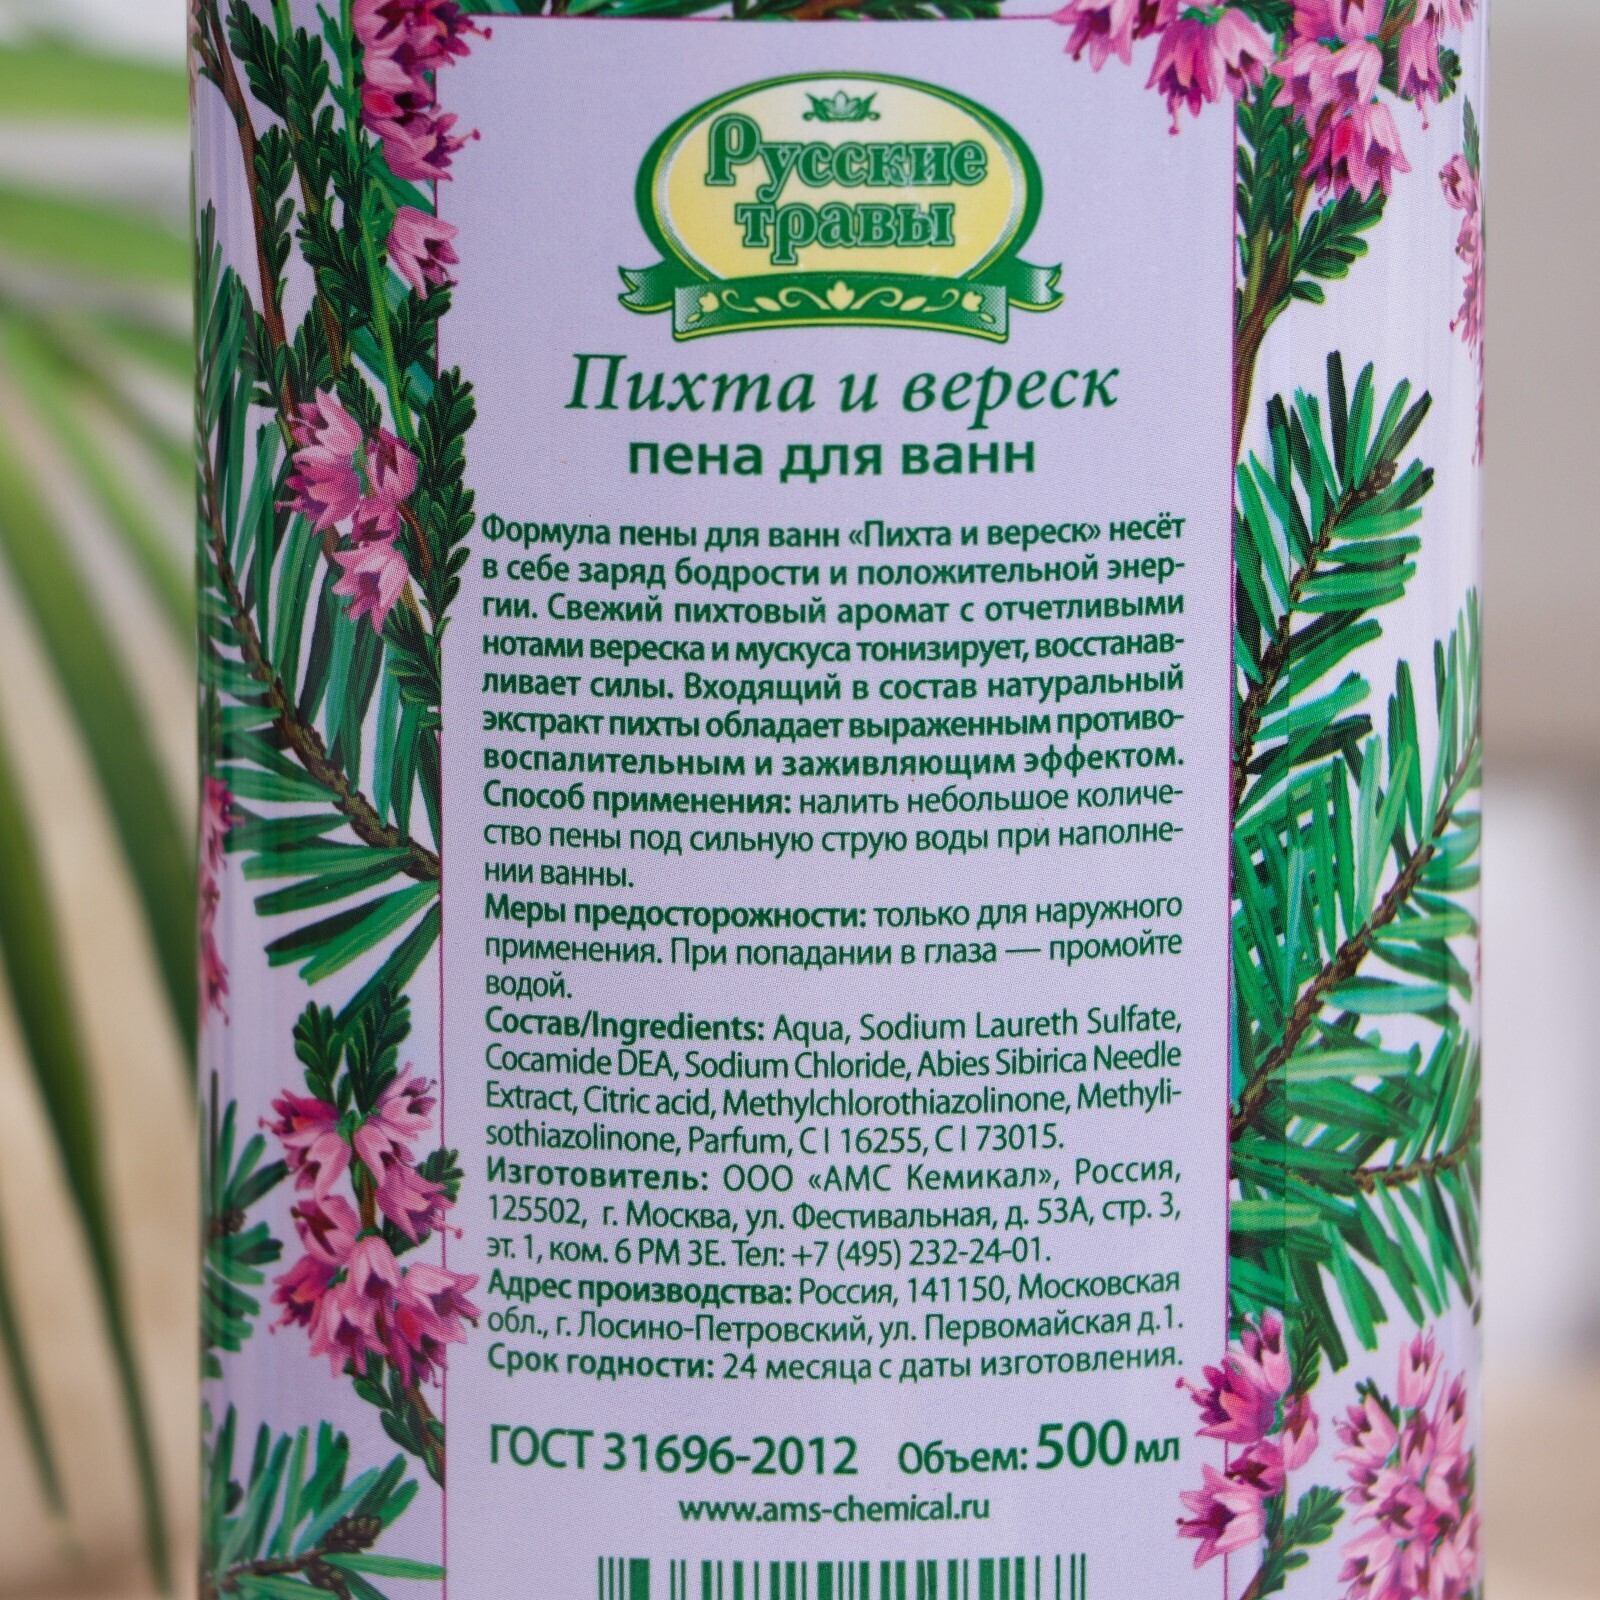 Русские
травы
Пихта и вереск
пена для ванн
Формула пены для ванн «Пихта и вереск» несёт
в себе заряд бодрости и положительной энер-
гии. Свежий пихтовый аромат с отчетливыми
нотами вереска и мускуса тонизирует, восстанав-
ливает силы. Входящий в состав натуральный
экстракт пихты обладает выраженным противо-
воспалительным и заживляющим эффектом.
Способ применения: налить небольшое количе-
ство пены под сильную струю воды при наполне-
нии ванны.
Меры предосторожности: только для наружного
применения. При попадании в глаза — промойте
водой.
Состав/Ingredients: Aqua, Sodium Laureth Sulfate,
Cocamide DEA, Sodium Chloride, Abies Sibirica Needle
Extract, Citric acid, Methylchlorothiazolinone, Methyli-
sothiazolinone, Parfum, C I 16255, C I 73015.
Изготовитель: ООО «АМС Кемикал», Россия,
125502, г. Москва, ул. Фестивальная, д. 53А, стр. 3,
эт. 1, ком. 6 РМ 3Е. Тел: +7 (495) 232-24-01.
Адрес производства: Россия, 141150, Московская
обл., г. Лосино-Петровский, ул. Первомайская д.1.
Срок годности: 24 месяца с даты изготовления.
ГОСТ 31696-2012 Объем: 500 мл
www.ams-chemical.ru